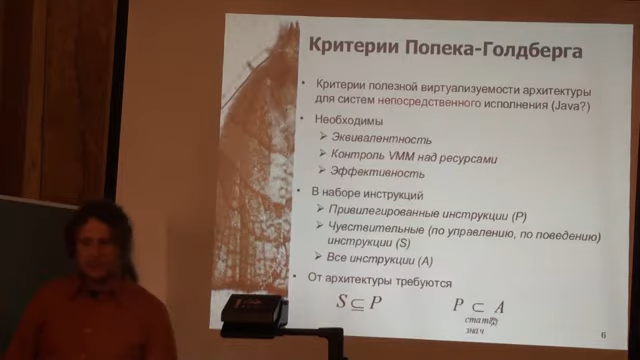 Критерии Попека-Голдберга
• Критерии полезной виртуализуемости архитектуры
для систем непосредственного исполнения (Java?)
• Необходимы
➢ Эквивалентность
➢ Контроль VMM над ресурсами
➢ Эффективность
• В наборе инструкций
➢ Привилегированные инструкции (P)
➢ Чувствительные (по управлению, по поведению)
инструкции (S)
➢ Все инструкции (A)
• От архитектуры требуются
S ⊆ P P ⊂ A
знач
6